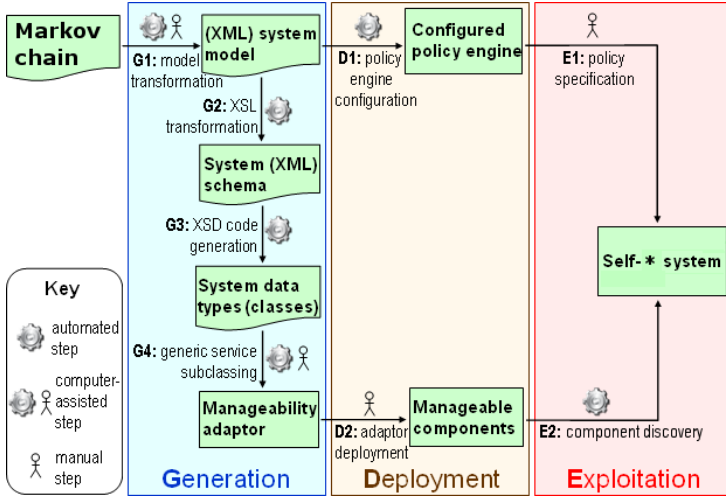 Markov
chain
G1: model
transformation
(XML) system
model
D1: policy
engine
configuration
Configured
policy engine
E1: policy
specification
G2: XSL
transformation
System (XML)
schema
G3: XSD code
generation
System data
types (classes)
G4: generic service
subclassing
Manageability
adaptor
D2: adaptor
deployment
Manageable
components
E2: component discovery
Self-* system
Key
automated
step
computer-
assisted
step
manual
step
Generation
Deployment
Exploitation